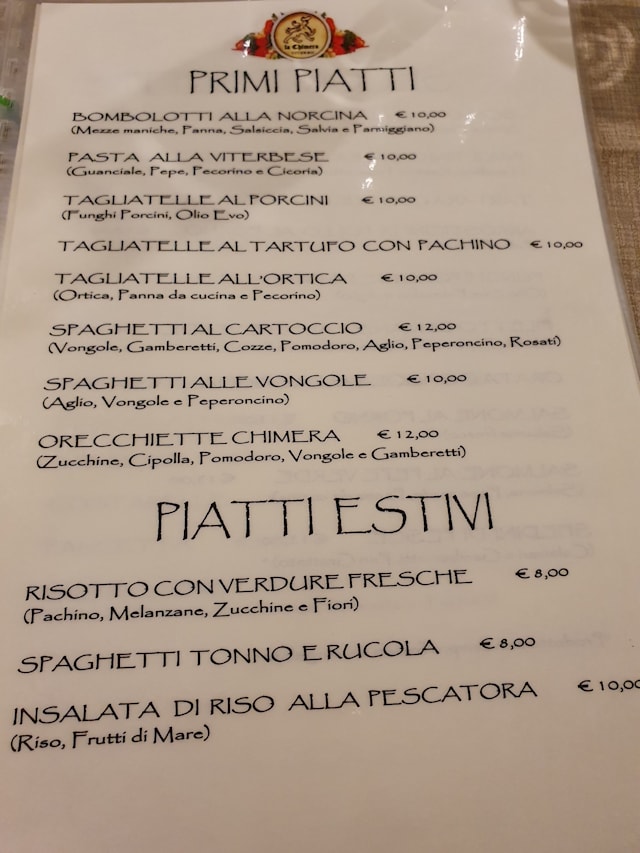 la Chimera
PRIMI PIATTI
BOMBOLOTTI ALLA NORCINA € 10,00
(Mezze maniche, Panna, Salsiccia, Salvia e Parmiggiano)
PASTA ALLA VITERBESE € 10,00
(Guanciale, Pepe, Pecorino e Cicoria)
TAGLIATELLE AI PORCINI € 10,00
(Funghi Porcini, Olio Evo)
TAGLIATELLE AL TARTUFO CON PACHINO € 10,00
TAGLIATELLE ALL'ORTICA € 10,00
(Ortica, Panna da cucina e Pecorino)
SPAGHETTI AL CARTOCCIO € 12,00
(Vongole, Gamberetti, Cozze, Pomodoro, Aglio, Peperoncino, Rosati)
SPAGHETTI ALLE VONGOLE € 10,00
(Aglio, Vongole e Peperoncino)
ORECCHIETTE CHIMERA € 12,00
(Zucchine, Cipolla, Pomodoro, Vongole e Gamberetti)
PIATTI ESTIVI
RISOTTO CON VERDURE FRESCHE € 8,00
(Pachino, Melanzane, Zucchine e Fiori)
SPAGHETTI TONNO E RUCOLA € 8,00
INSALATA DI RISO ALLA PESCATORA € 10,00
(Riso, Frutti di Mare)